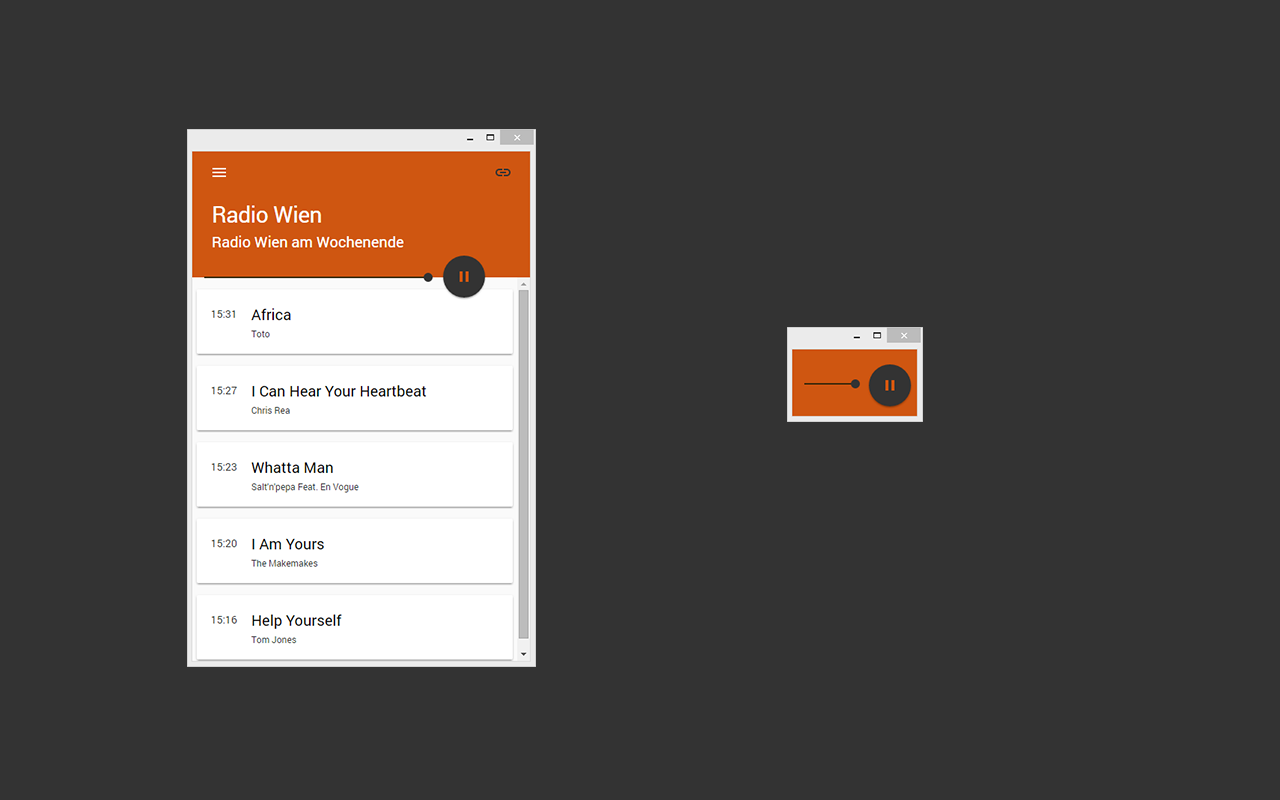 Radio Wien
Radio Wien am Wochenende
15:31 Africa
Toto
15:27 I Can Hear Your Heartbeat
Chris Rea
15:23 Whatta Man
Salt'n'pepa Feat. En Vogue
15:20 I Am Yours
The Makemakes
15:16 Help Yourself
Tom Jones